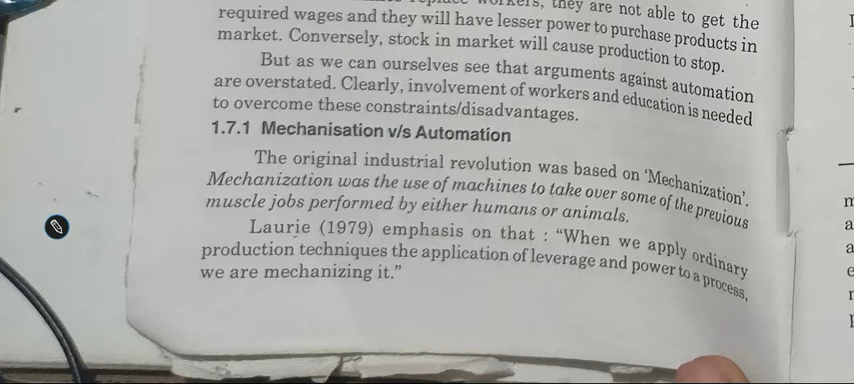 workers, they are not able to get the
required wages and they will have lesser power to purchase products in
market. Conversely, stock in market will cause production to stop.
But as we can ourselves see that arguments against automation
are overstated. Clearly, involvement of workers and education is needed
to overcome these constraints/disadvantages.
1.7.1 Mechanisation v/s Automation
The original industrial revolution was based on 'Mechanization'.
Mechanization was the use of machines to take over some of the previous
muscle jobs performed by either humans or animals.
Laurie (1979) emphasis on that : "When we apply ordinary
production techniques the application of leverage and power to a process,
we are mechanizing it."